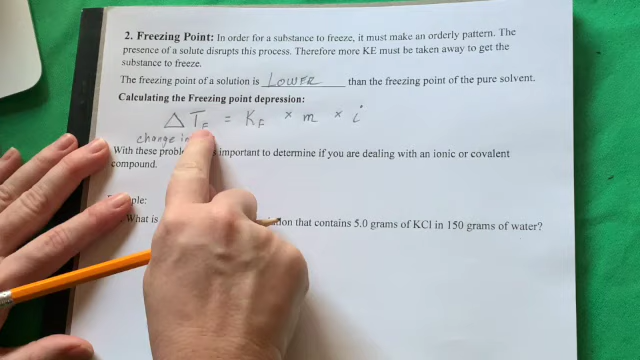 2. Freezing Point: In order for a substance to freeze, it must make an orderly pattern. The
presence of a solute disrupts this process. Therefore more KE must be taken away to get the
substance to freeze.
The freezing point of a solution is LOWER than the freezing point of the pure solvent.
Calculating the Freezing point depression:
Δ TF = KF × m × i
change in
With these important to determine if you are dealing with an ionic or covalent
compound.
What is that contains 5.0 grams of KCl in 150 grams of water?